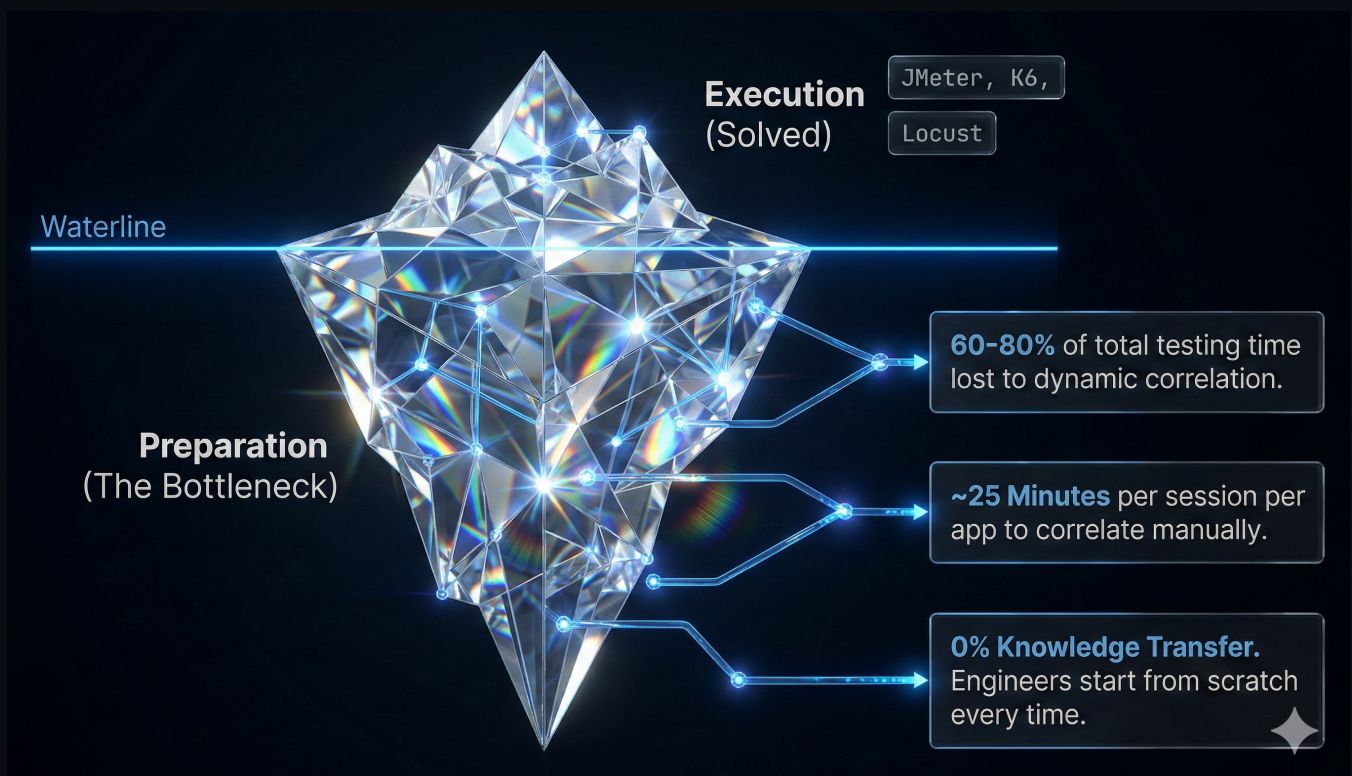 Execution
(Solved)
JMeter, K6,
Locust
Waterline
60-80% of total testing time
lost to dynamic correlation.
Preparation
(The Bottleneck)
~25 Minutes per session per
app to correlate manually.
0% Knowledge Transfer.
Engineers start from scratch
every time.